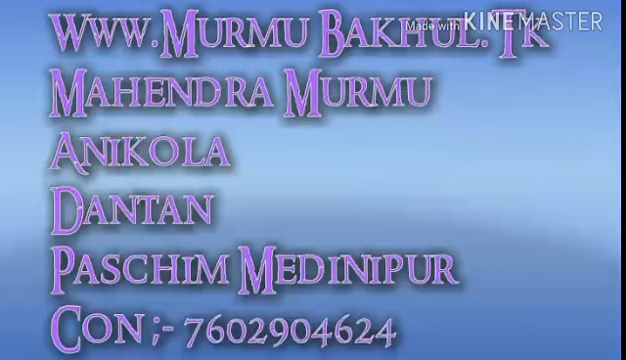 Made with KINEMASTER
Www.Murmu Bakhul.Tk
Mahendra Murmu
Anikola
Dantan
Paschim Medinipur
Con ;- 7602904624